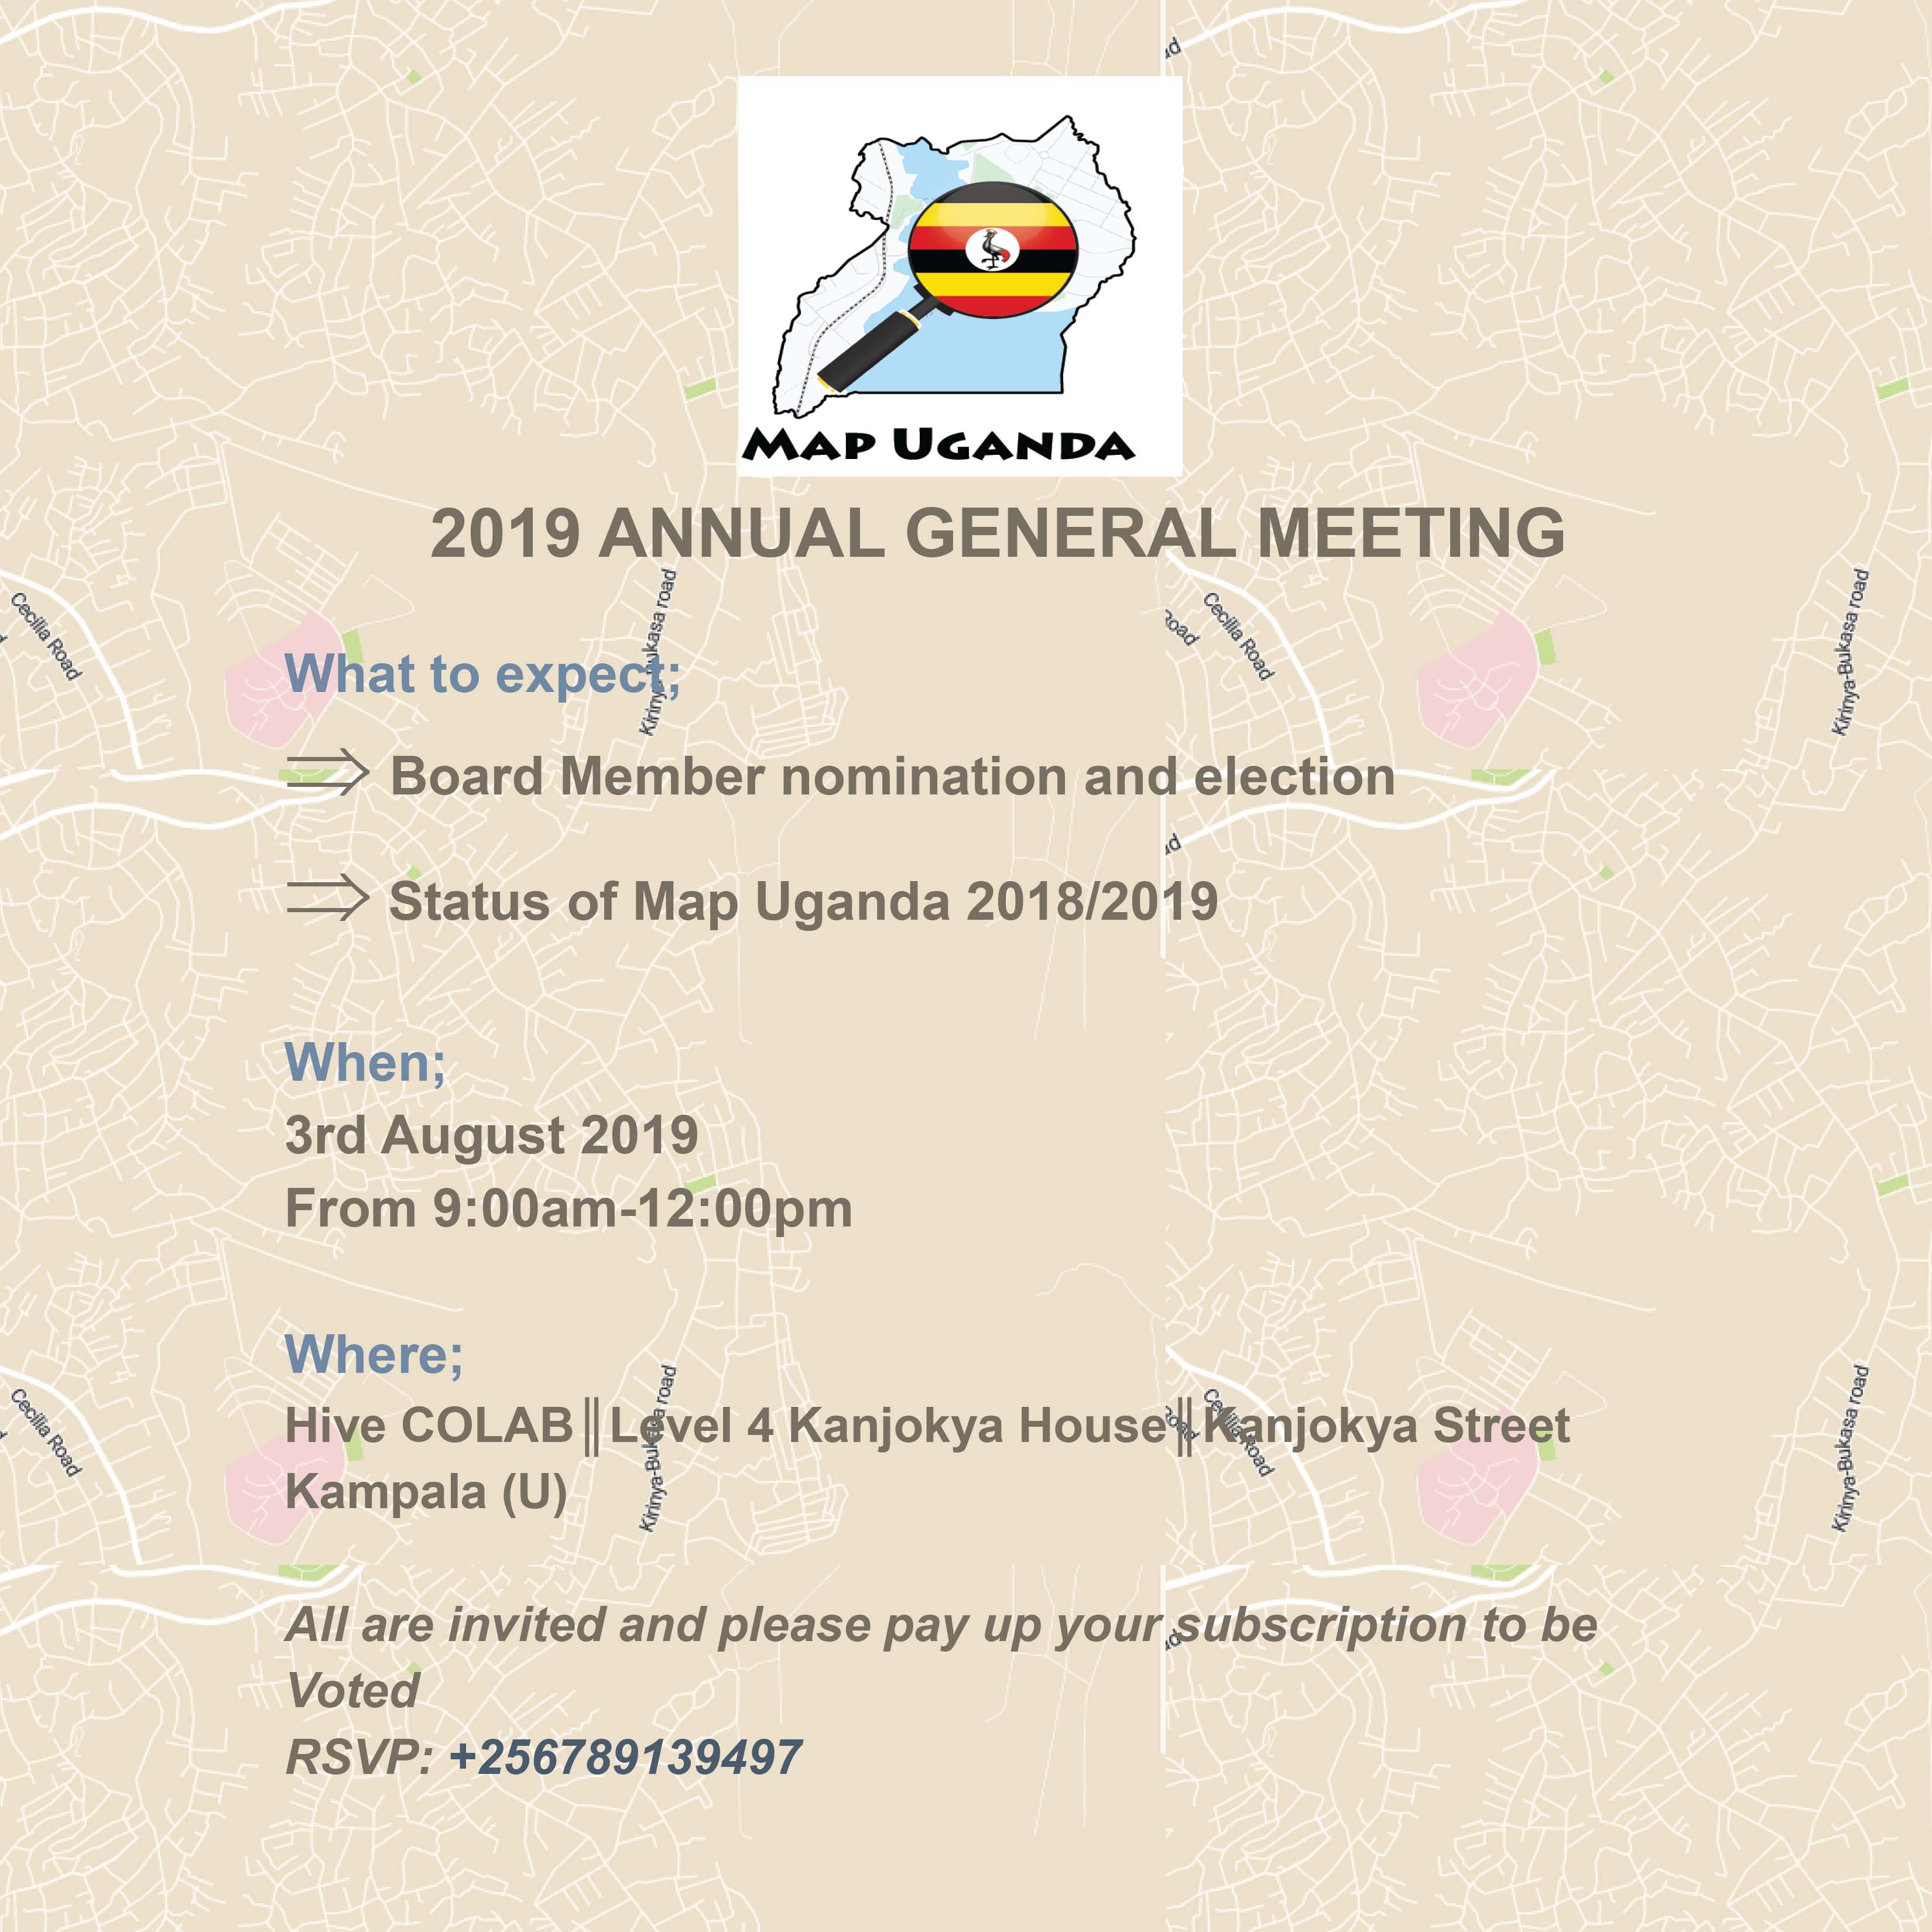 MAP UGANDA
2019 ANNUAL GENERAL MEETING
What to expect;
⇒ Board Member nomination and election
⇒ Status of Map Uganda 2018/2019
When;
3rd August 2019
From 9:00am-12:00pm
Where;
Hive COLAB║Level 4 Kanjokya House║Kanjokya Street
Kampala (U)
All are invited and please pay up your subscription to be
Voted
RSVP: +256789139497
Cecilia Road
Kirinya-Bukasa road
Road
Cecilia Road
Kirinya-Bukasa road
Cecilia Road
Kirinya-Bukasa road
Road
Cecilia Road
Kirinya-Bukasa road